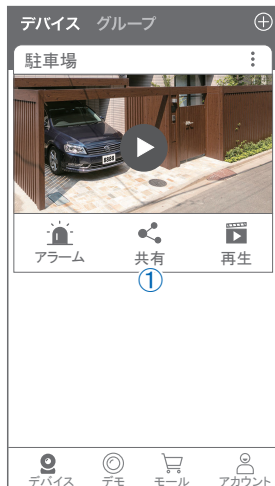 デバイス グループ
駐車場
8888
アラーム 共有 再生
①
デバイス デモ モール アカウント